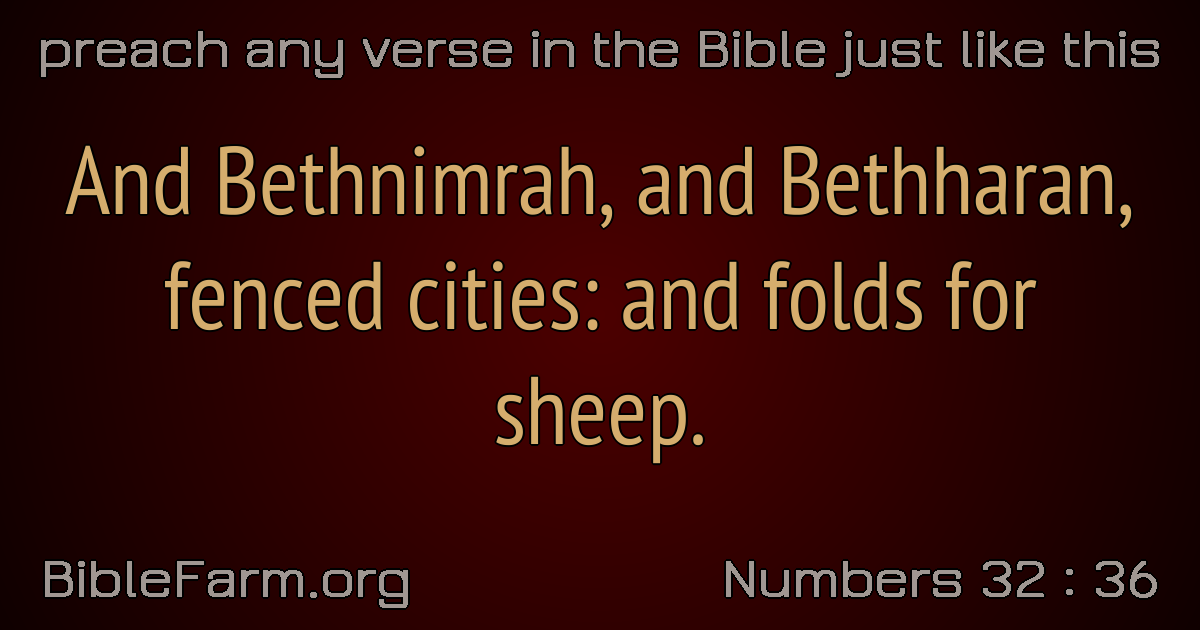 preach any verse in the Bible just like this
And Bethnimrah, and Bethharan,
fenced cities: and folds for
sheep.
BibleFarm.org
Numbers 32 : 36